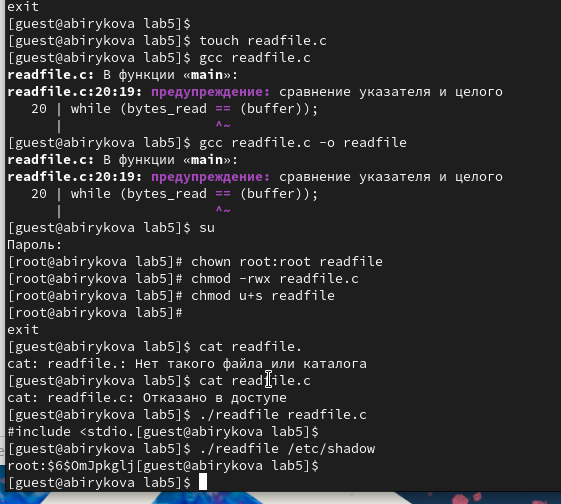 exit
[guest@abirykova lab5]$
[guest@abirykova lab5]$ touch readfile.c
[guest@abirykova lab5]$ gcc readfile.c
readfile.c: В функции «main»:
readfile.c:20:19: предупреждение: сравнение указателя и целого
   20 | while (bytes_read == (buffer));
      |                   ^~
[guest@abirykova lab5]$ gcc readfile.c -o readfile
readfile.c: В функции «main»:
readfile.c:20:19: предупреждение: сравнение указателя и целого
   20 | while (bytes_read == (buffer));
      |                   ^~
[guest@abirykova lab5]$ su
Пароль:
[root@abirykova lab5]# chown root:root readfile
[root@abirykova lab5]# chmod -rwx readfile.c
[root@abirykova lab5]# chmod u+s readfile
[root@abirykova lab5]#
exit
[guest@abirykova lab5]$ cat readfile.
cat: readfile.: Нет такого файла или каталога
[guest@abirykova lab5]$ cat readfile.c
cat: readfile.c: Отказано в доступе
[guest@abirykova lab5]$ ./readfile readfile.c
#include <stdio.[guest@abirykova lab5]$
[guest@abirykova lab5]$ ./readfile /etc/shadow
root:$6$OmJpkglj[guest@abirykova lab5]$
[guest@abirykova lab5]$